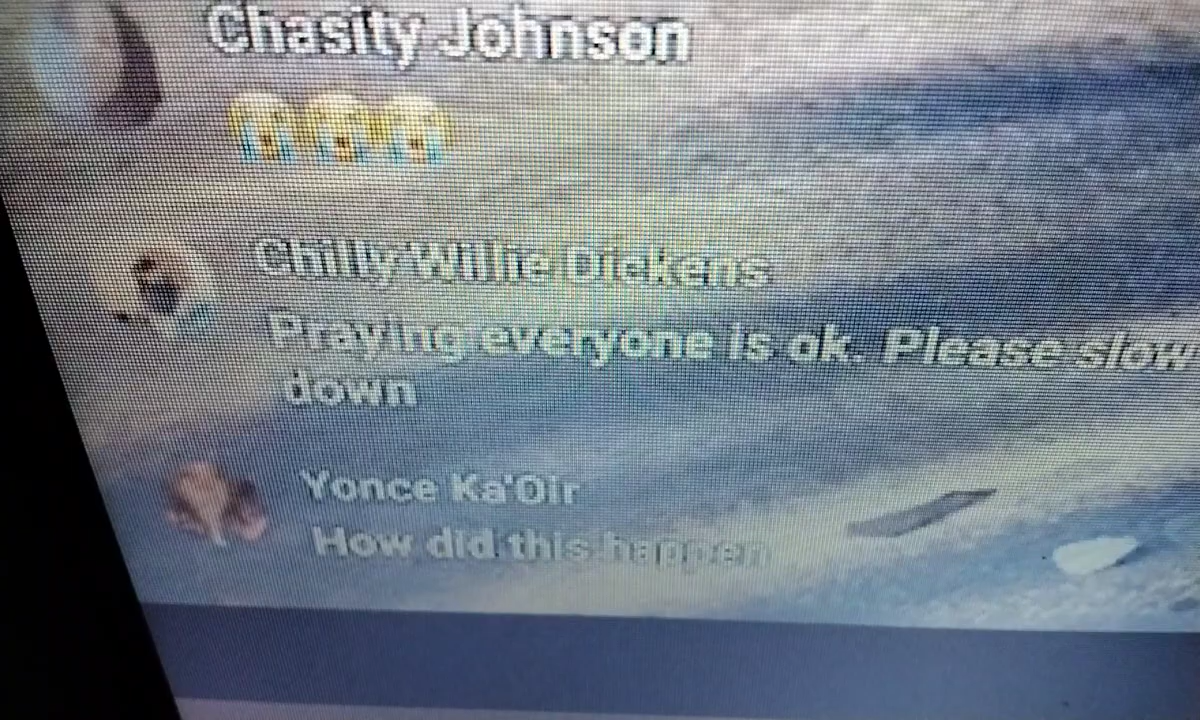 Chasity Johnson
😭😭😭
Chilly Willie Dickens
Praying everyone is ok. Please slow
down
Yonce Ka'Oir
How did this happen